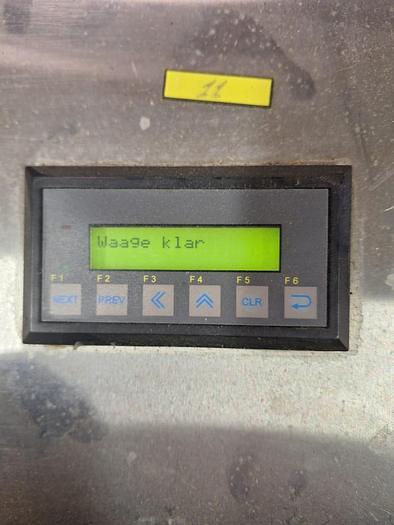 11
Waage klar
F1 F2 F3 F4 F5 F6
NEXT PREV CLR